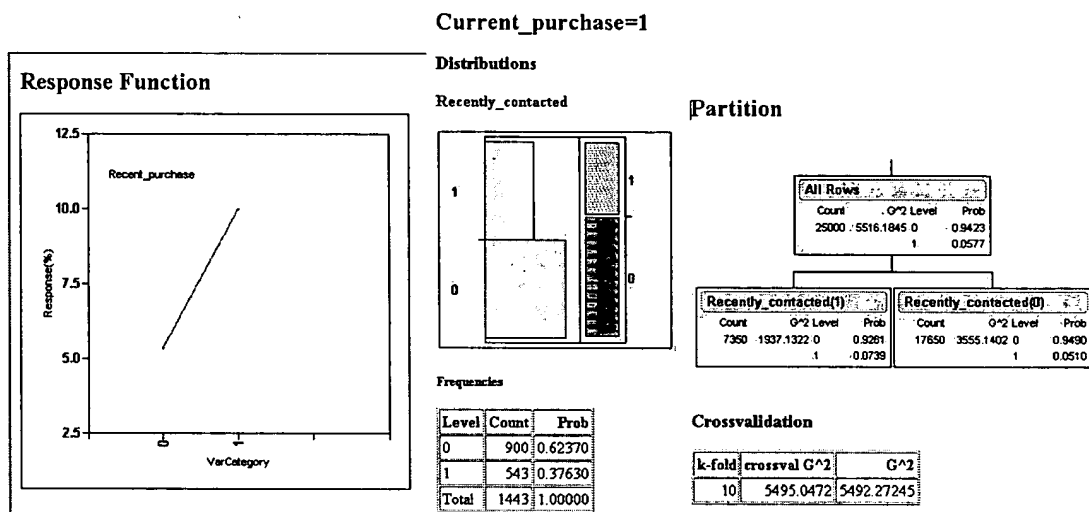 Current_purchase=1
Response Function
12.5
Recent_purchase
10.0
Response(%)
7.5
5.0
2.5
0
1
VarCategory
Distributions
Recently_contacted
1
0
1
0
Frequencies
Level Count Prob
0 900 0.62370
1 543 0.37630
Total 1443 1.00000
Partition
All Rows
Count G^2 Level Prob
25000 5516.1845 0 0.9423
1 0.0577
Recently_contacted(1)
Count G^2 Level Prob
7350 1937.1322 0 0.9261
1 0.0739
Recently_contacted(0)
Count G^2 Level Prob
17650 3555.1402 0 0.9490
1 0.0510
Crossvalidation
k-fold crossval G^2 G^2
10 5495.0472 5492.27245